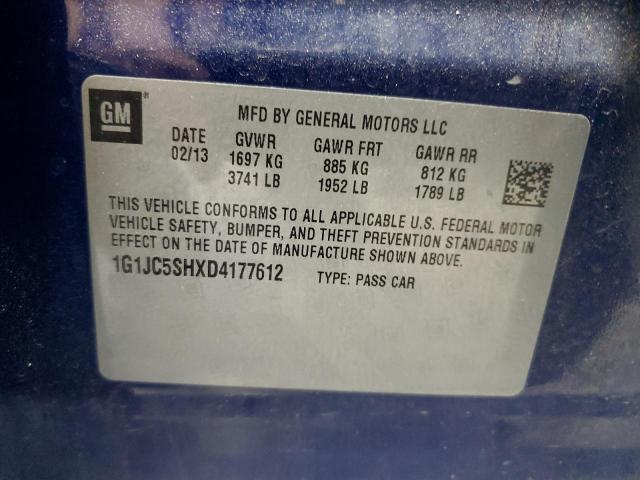 GM
MFD BY GENERAL MOTORS LLC
DATE GVWR GAWR FRT GAWR RR
02/13 1697 KG 885 KG 812 KG
3741 LB 1952 LB 1789 LB
THIS VEHICLE CONFORMS TO ALL APPLICABLE U.S. FEDERAL MOTOR
VEHICLE SAFETY, BUMPER, AND THEFT PREVENTION STANDARDS IN
EFFECT ON THE DATE OF MANUFACTURE SHOWN ABOVE.
1G1JC5SHXD4177612 TYPE: PASS CAR